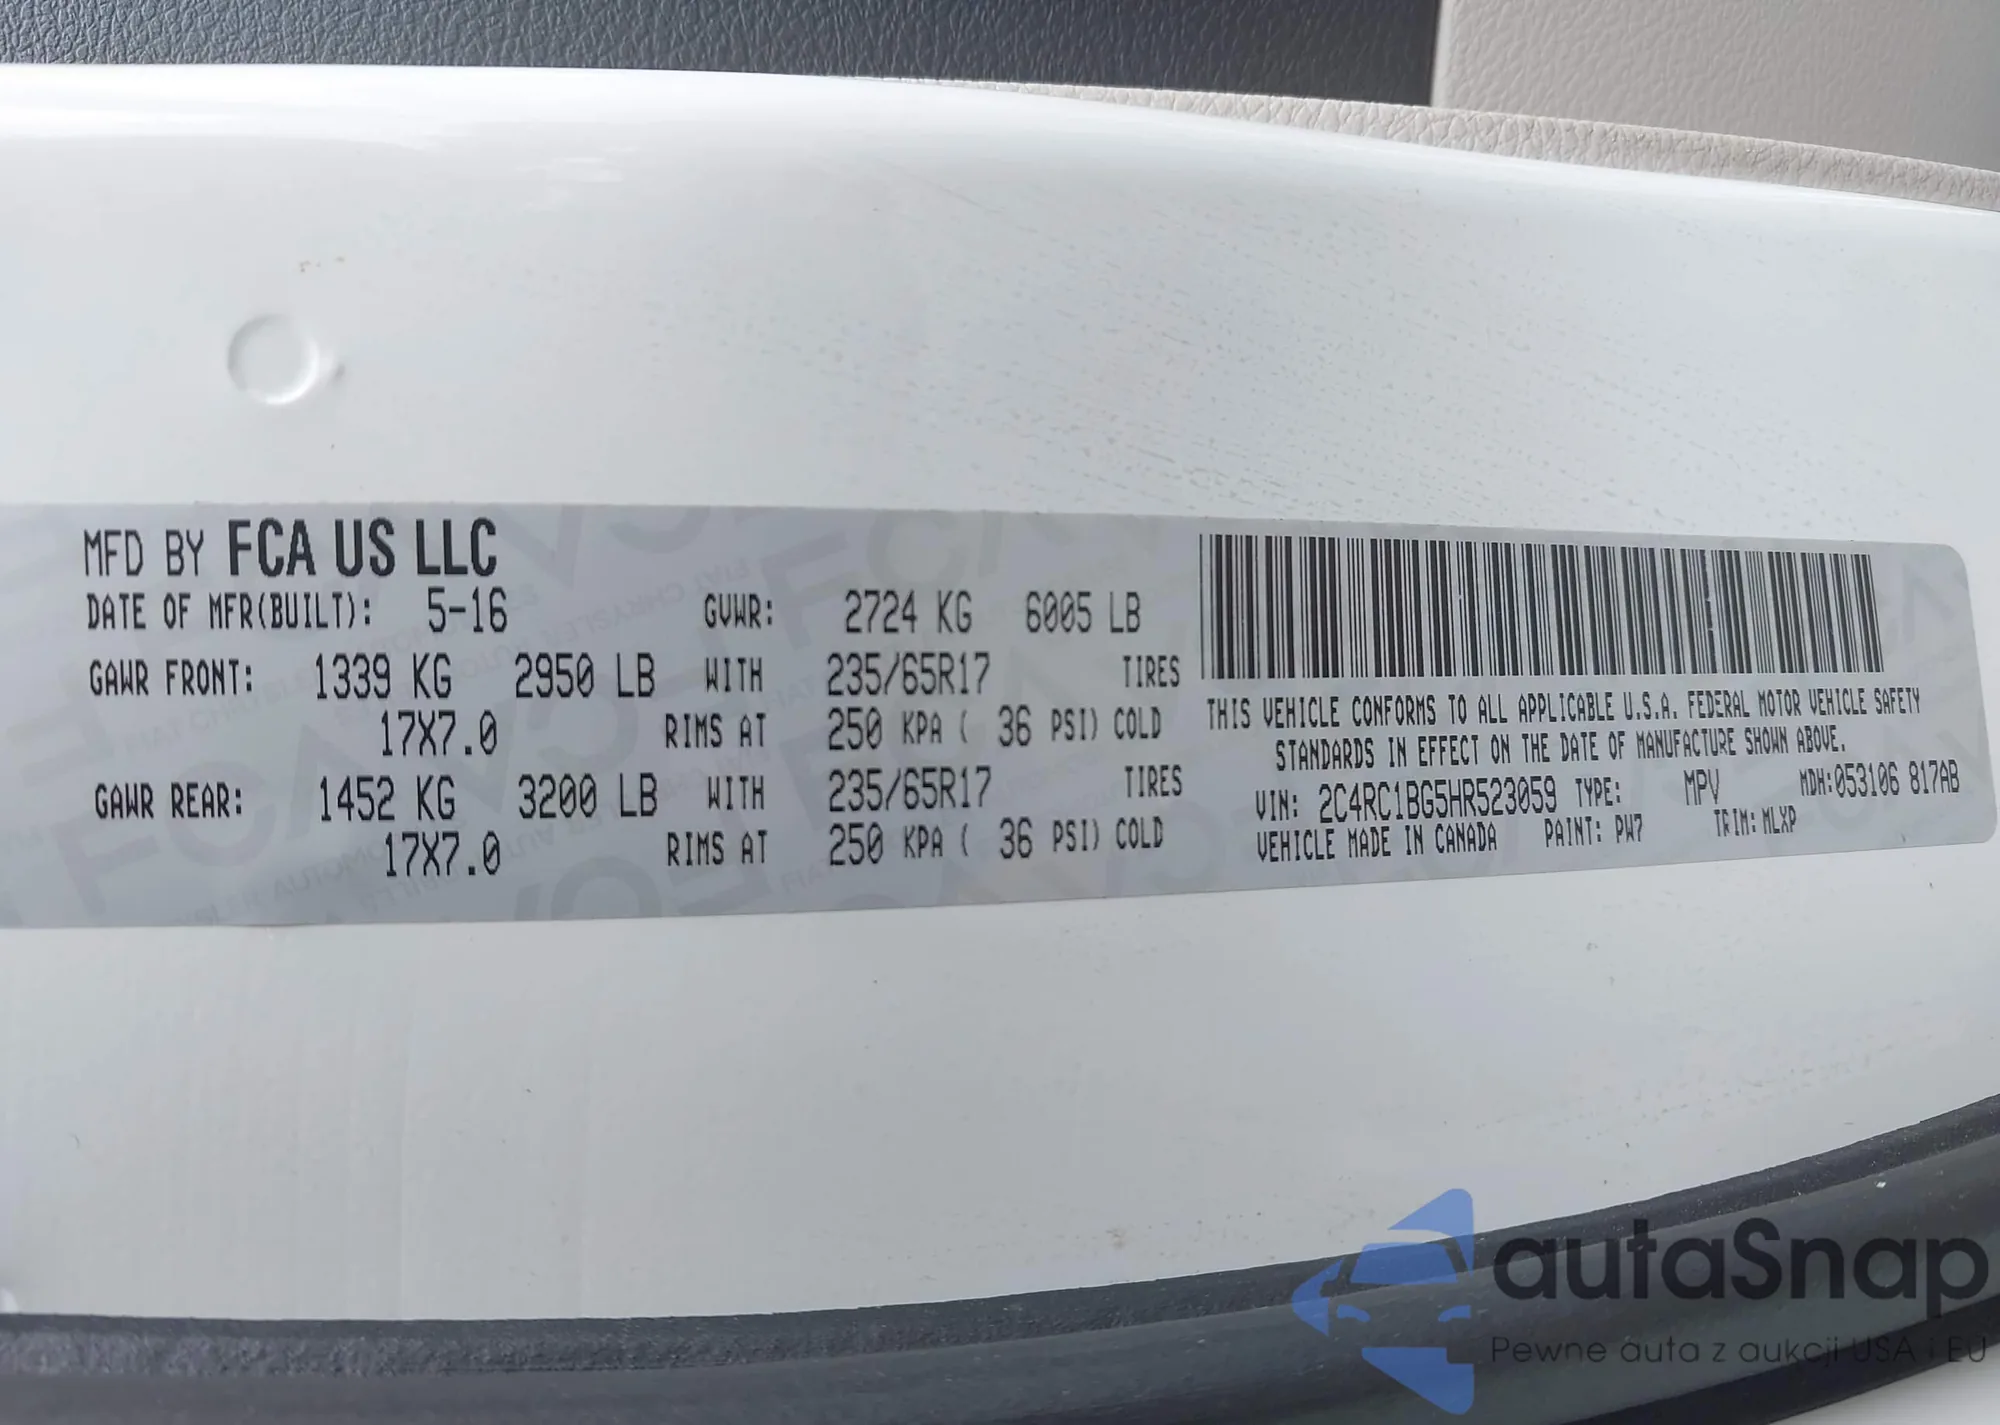 MFD BY FCA US LLC
DATE OF MFR(BUILT): 5-16 GVWR: 2724 KG 6005 LB
GAWR FRONT: 1339 KG 2950 LB WITH 235/65R17 TIRES
17X7.0 RIMS AT 250 KPA ( 36 PSI) COLD
GAWR REAR: 1452 KG 3200 LB WITH 235/65R17 TIRES
17X7.0 RIMS AT 250 KPA ( 36 PSI) COLD
THIS VEHICLE CONFORMS TO ALL APPLICABLE U.S.A. FEDERAL MOTOR VEHICLE SAFETY
STANDARDS IN EFFECT ON THE DATE OF MANUFACTURE SHOWN ABOVE.
VIN: 2C4RC1BG5HR523059 TYPE: MPV MDH:053106 817AB
VEHICLE MADE IN CANADA PAINT: PW7 TRIM: MLXP
autaSnap
Pewne auta z aukcji USA i EU